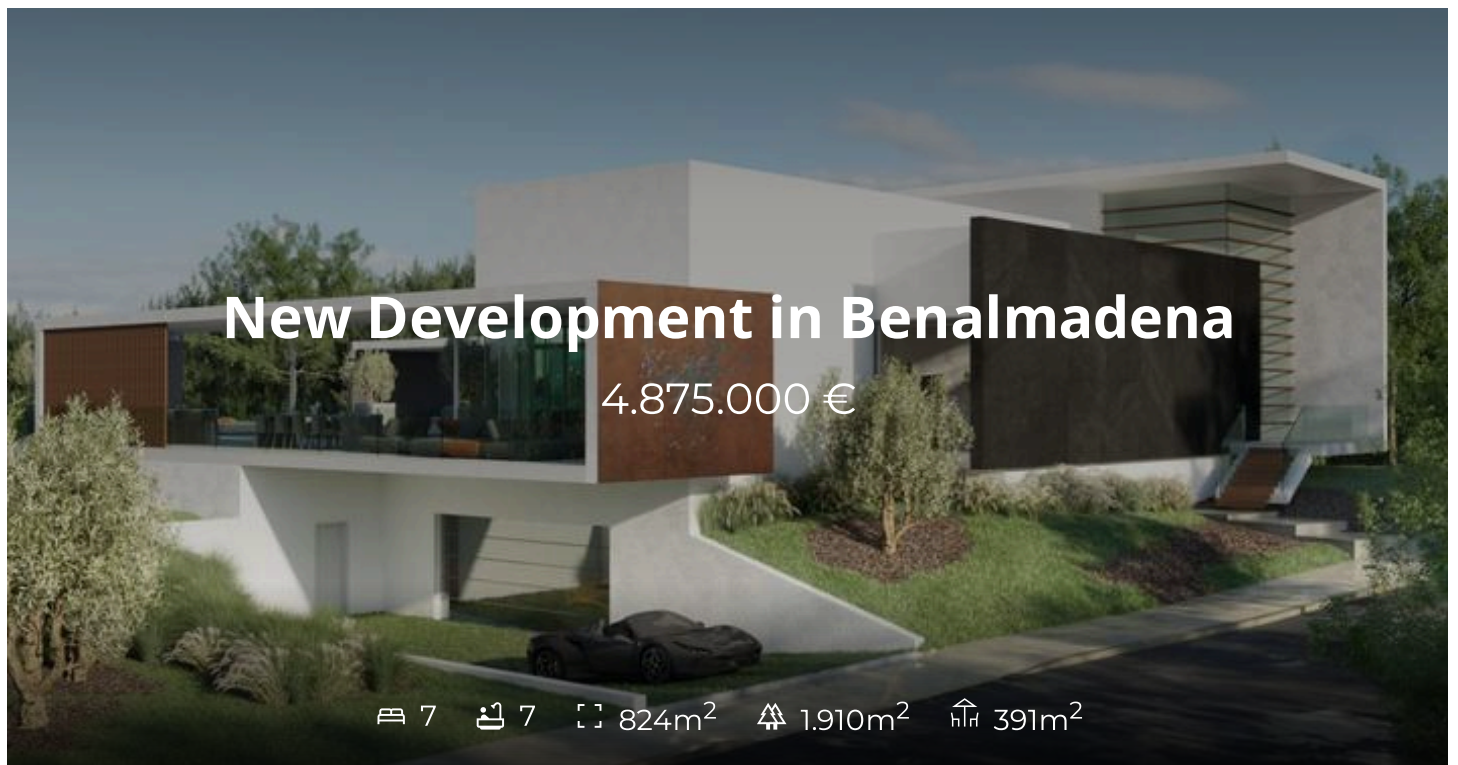 New Development in Benalmadena
4.875.000 €
7 7 824m² 1.910m² 391m²